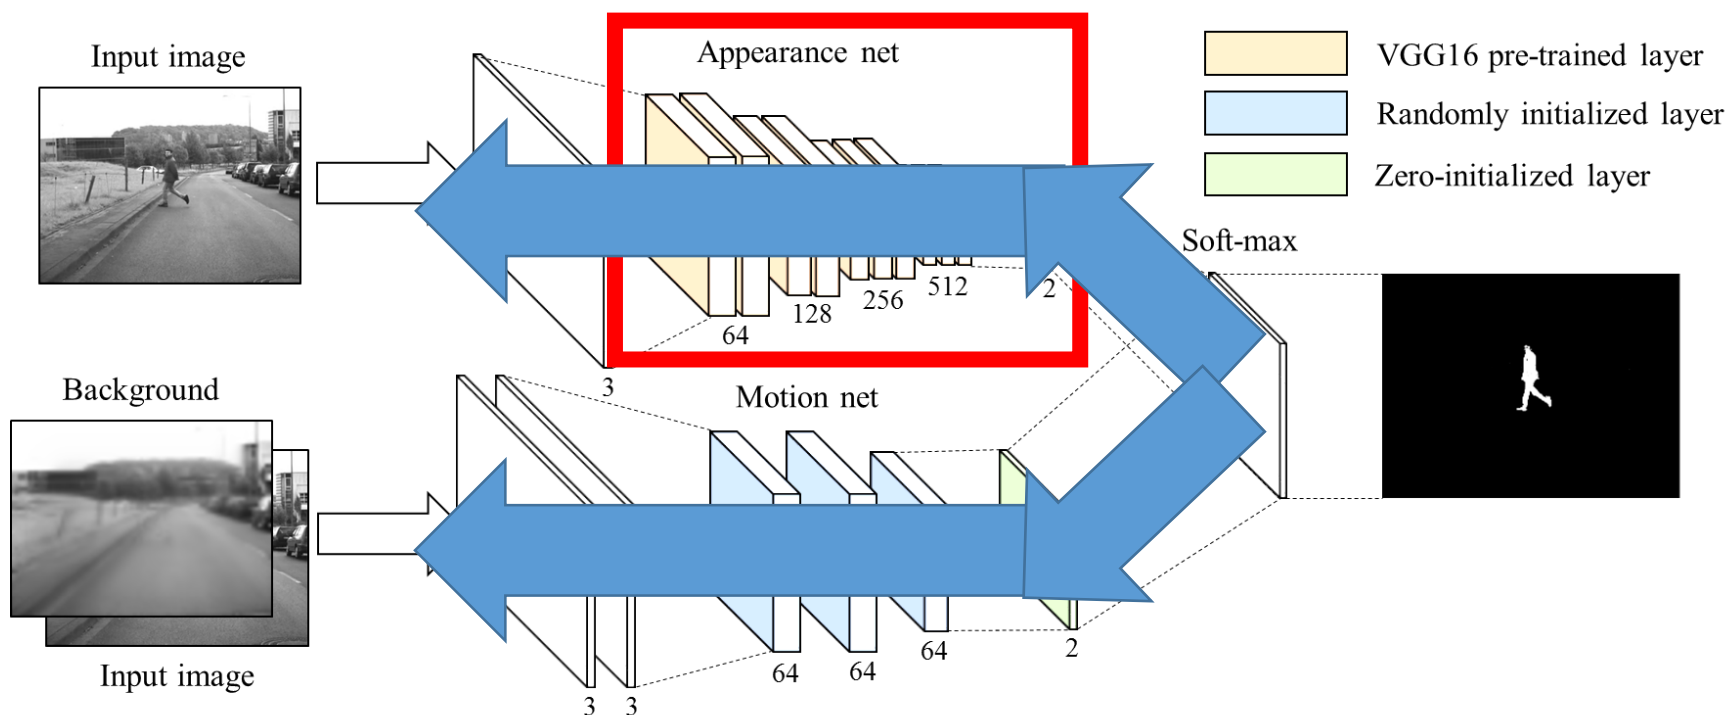 Input image
Appearance net
VGG16 pre-trained layer
Randomly initialized layer
Zero-initialized layer
Soft-max
64
128
256
512
2
3
Background
Motion net
Input image
3
3
64
64
64
2